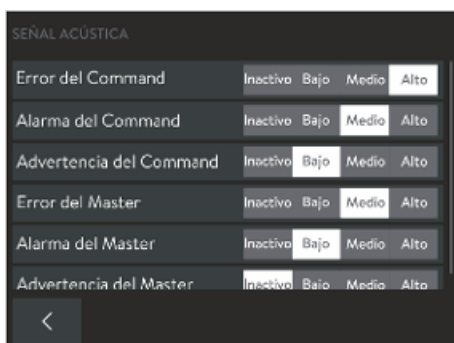 SEÑAL ACÚSTICA
Error del Command Inactivo Bajo Medio Alto
Alarma del Command Inactivo Bajo Medio Alto
Advertencia del Command Inactivo Bajo Medio Alto
Error del Master Inactivo Bajo Medio Alto
Alarma del Master Inactivo Bajo Medio Alto
Advertencia del Master Inactivo Bajo Medio Alto